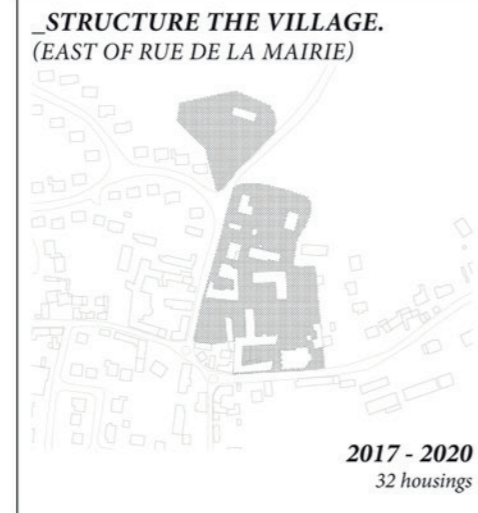 _STRUCTURE THE VILLAGE.
(EAST OF RUE DE LA MAIRIE)
2017 - 2020
32 housings